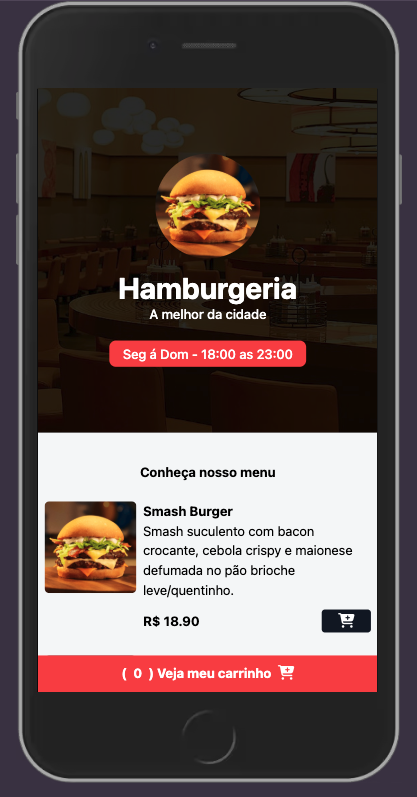 Hamburgeria
A melhor da cidade
Seg á Dom - 18:00 as 23:00
Conheça nosso menu
Smash Burger
Smash suculento com bacon
crocante, cebola crispy e maionese
defumada no pão brioche
leve/quentinho.
R$ 18.90
( 0 ) Veja meu carrinho